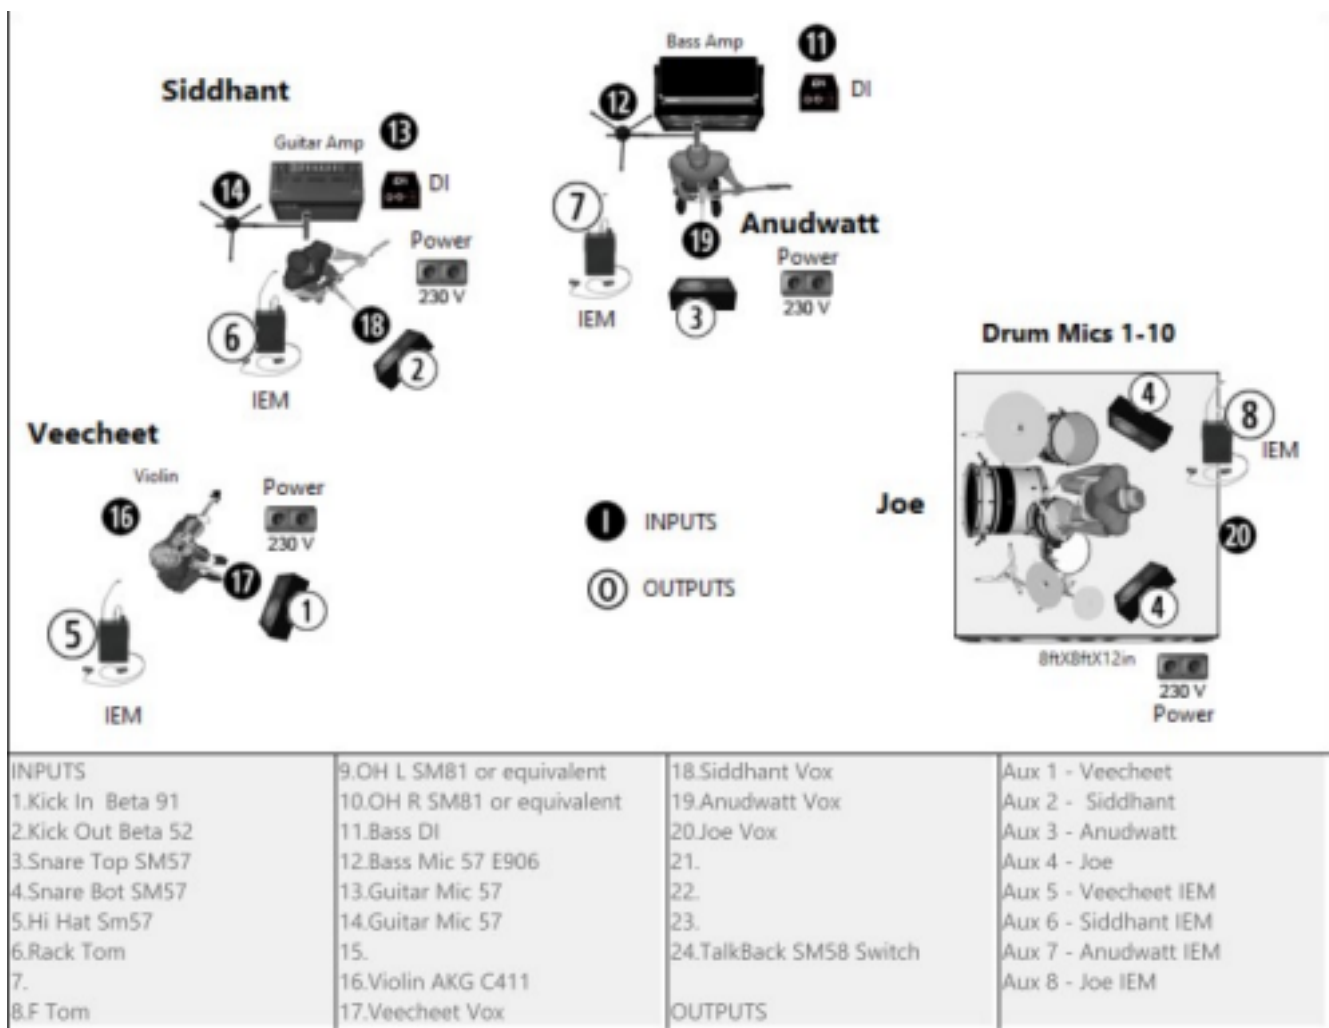 Bass Amp
11
DI
DI
12
Siddhant
Guitar Amp
13
DI
DI
14
7
19
Anudwatt
Power
230 V
Power
230 V
IEM
3
6
18
2
IEM
Drum Mics 1-10
4
8
IEM
Veecheet
Violin
Power
16
230 V
17
1
5
IEM
I INPUTS
O OUTPUTS
Joe
20
4
8ftX8ftX12in
230 V
Power
INPUTS
1.Kick In Beta 91
2.Kick Out Beta 52
3.Snare Top SM57
4.Snare Bot SM57
5.Hi Hat Sm57
6.Rack Tom
7.
8.F Tom
9.OH L SM81 or equivalent
10.OH R SM81 or equivalent
11.Bass DI
12.Bass Mic 57 E906
13.Guitar Mic 57
14.Guitar Mic 57
15.
16.Violin AKG C411
17.Veecheet Vox
18.Siddhant Vox
19.Anudwatt Vox
20.Joe Vox
21.
22.
23.
24.TalkBack SM58 Switch
OUTPUTS
Aux 1 - Veecheet
Aux 2 - Siddhant
Aux 3 - Anudwatt
Aux 4 - Joe
Aux 5 - Veecheet IEM
Aux 6 - Siddhant IEM
Aux 7 - Anudwatt IEM
Aux 8 - Joe IEM